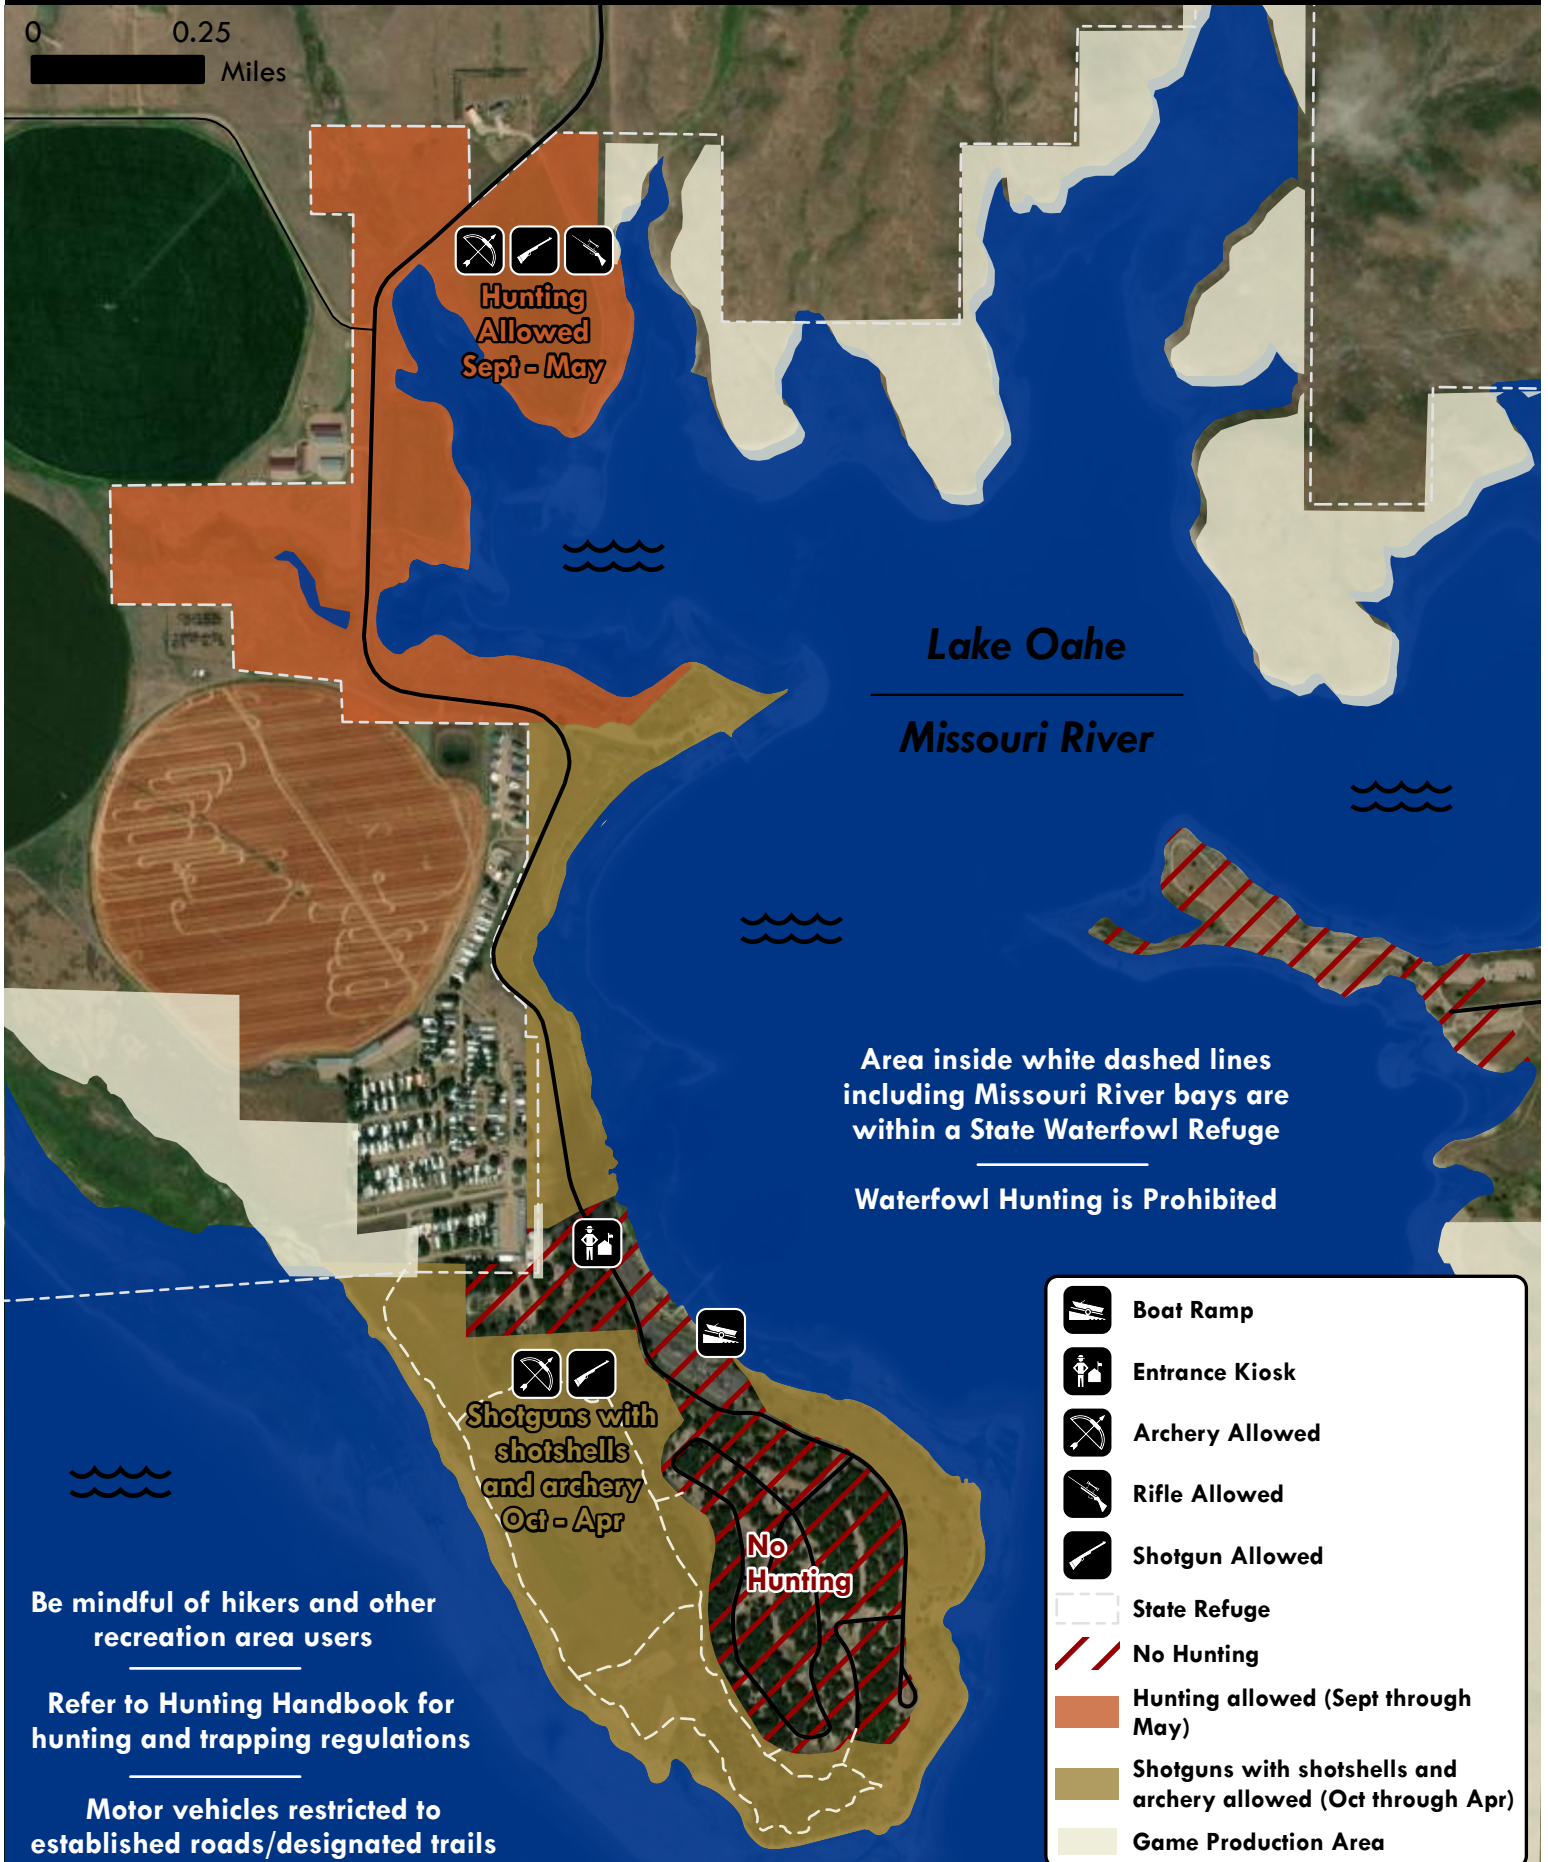 0 0.25
Miles
Hunting
Allowed
Sept - May
Lake Oahe
Missouri River
Area inside white dashed lines
including Missouri River bays are
within a State Waterfowl Refuge
Waterfowl Hunting is Prohibited
Shotguns with
shotshells
and archery
Oct - Apr
No
Hunting
Be mindful of hikers and other
recreation area users
Refer to Hunting Handbook for
hunting and trapping regulations
Motor vehicles restricted to
established roads/designated trails
Boat Ramp
Entrance Kiosk
Archery Allowed
Rifle Allowed
Shotgun Allowed
State Refuge
No Hunting
Hunting allowed (Sept through
May)
Shotguns with shotshells and
archery allowed (Oct through Apr)
Game Production Area